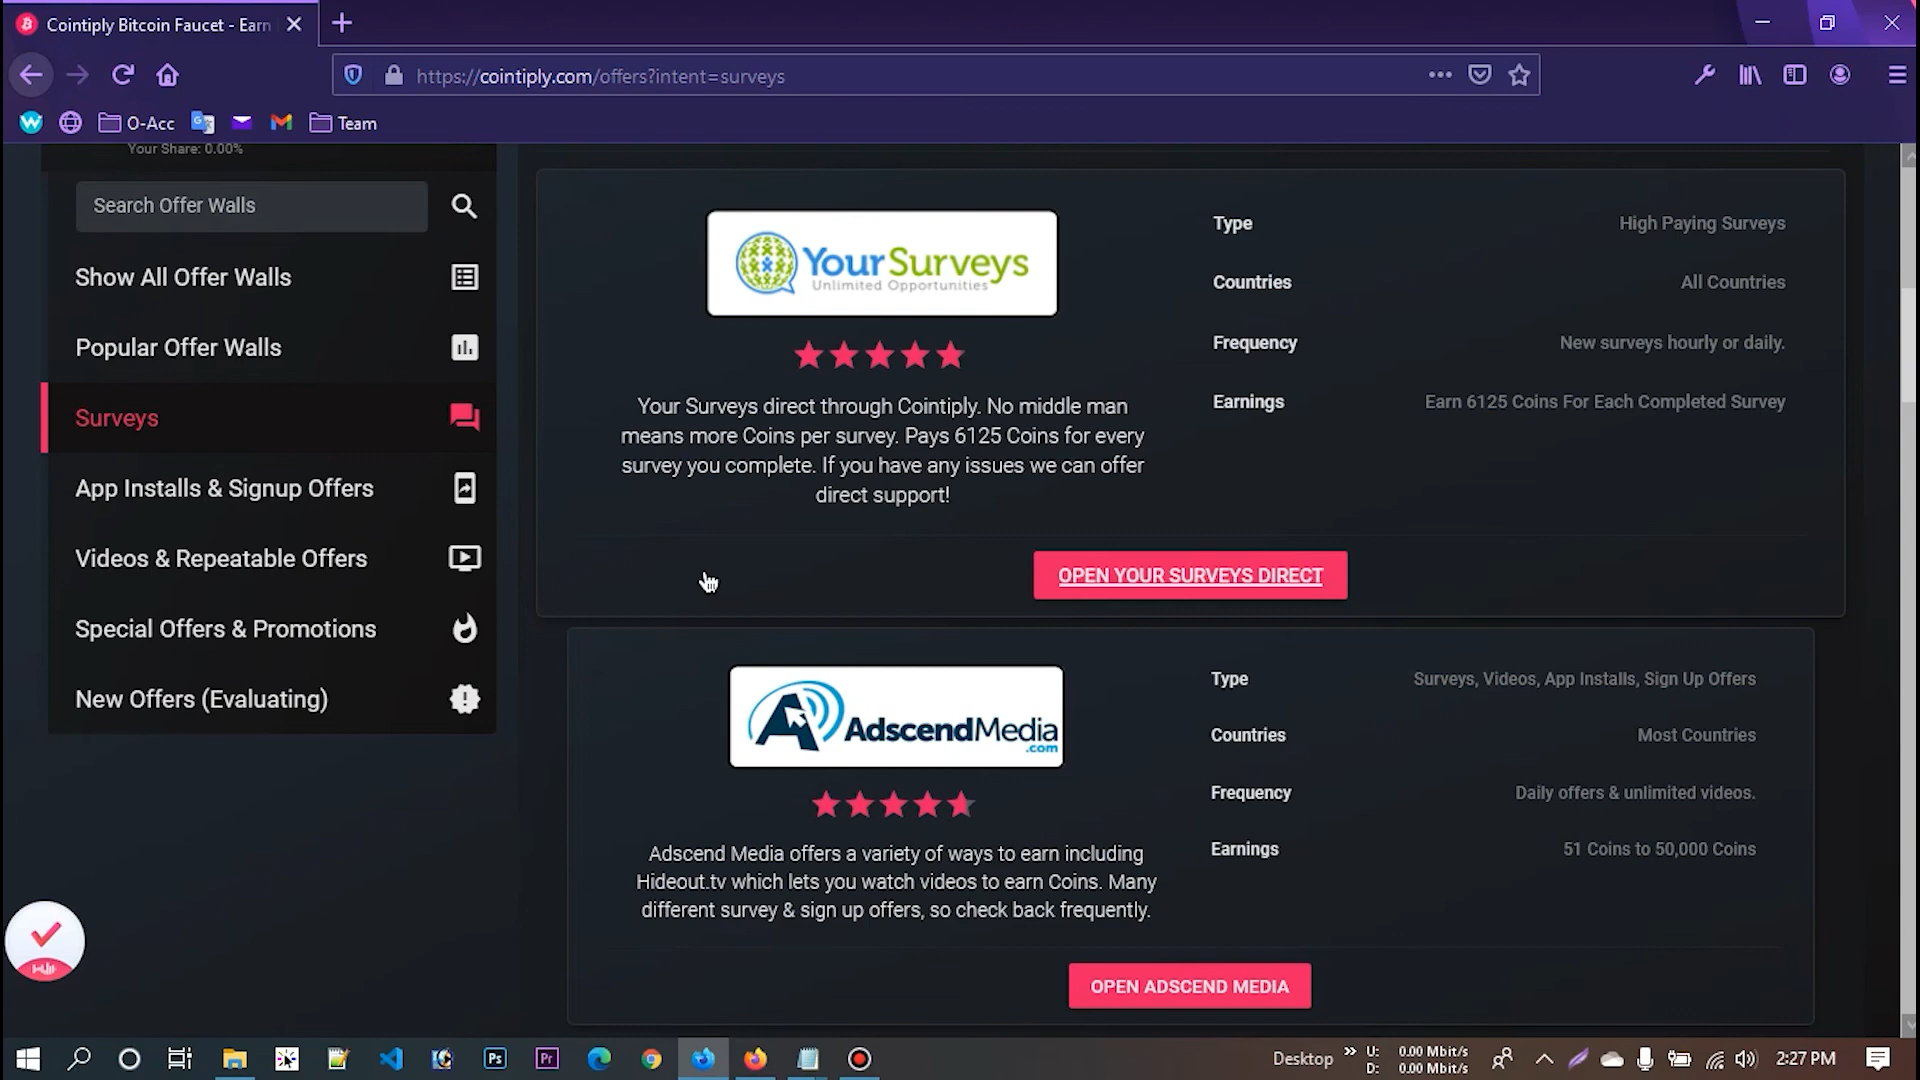 Cointiply Bitcoin Faucet - Earn
https://cointiply.com/offers?intent=surveys
O-Acc
Team
Your Share: 0.00%
Search Offer Walls
Show All Offer Walls
Popular Offer Walls
Surveys
App Installs & Signup Offers
Videos & Repeatable Offers
Special Offers & Promotions
New Offers (Evaluating)
YourSurveys
Unlimited Opportunities
Your Surveys direct through Cointiply. No middle man
means more Coins per survey. Pays 6125 Coins for every
survey you complete. If you have any issues we can offer
direct support!
Type High Paying Surveys
Countries All Countries
Frequency New surveys hourly or daily.
Earnings Earn 6125 Coins For Each Completed Survey
OPEN YOUR SURVEYS DIRECT
AdscendMedia
.com
Adscend Media offers a variety of ways to earn including
Hideout.tv which lets you watch videos to earn Coins. Many
different survey & sign up offers, so check back frequently.
Type Surveys, Videos, App Installs, Sign Up Offers
Countries Most Countries
Frequency Daily offers & unlimited videos.
Earnings 51 Coins to 50,000 Coins
OPEN ADSCEND MEDIA
Ps
Pr
Desktop
U: 0.00 Mbit/s
D: 0.00 Mbit/s
2:27 PM